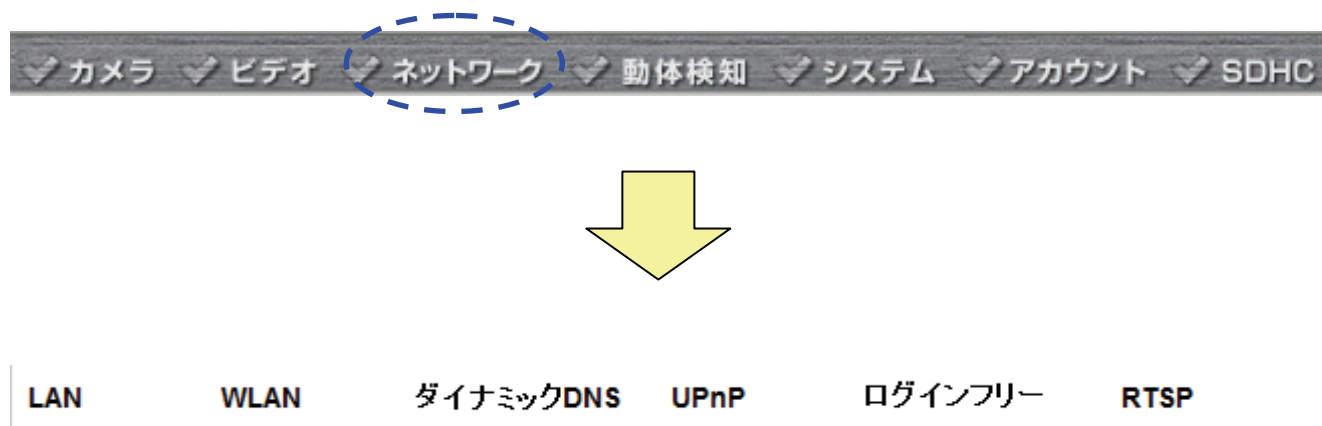 カメラ ビデオ ネットワーク 動体検知 システム アカウント SDHC
LAN WLAN ダイナミックDNS UPnP ログインフリー RTSP